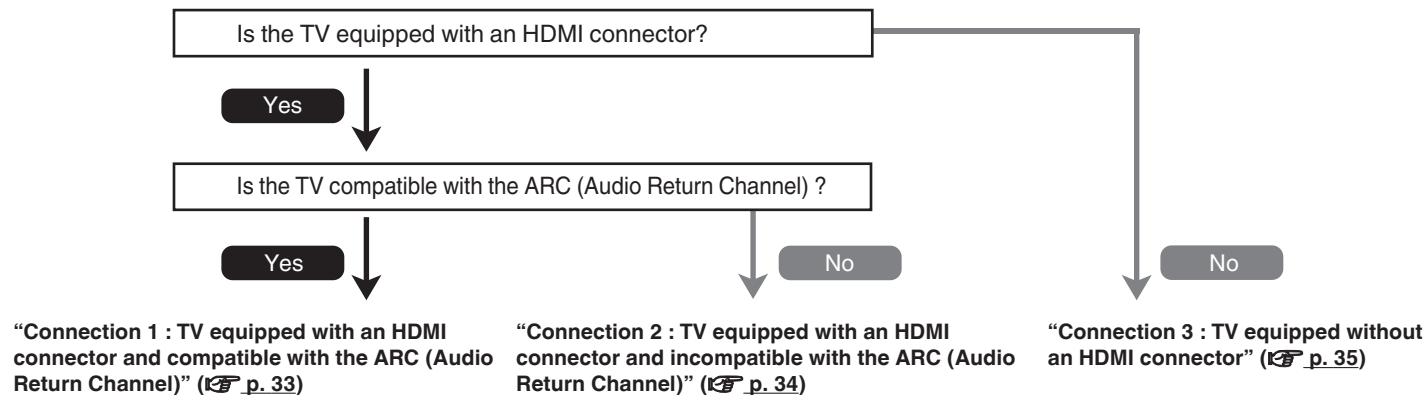 Is the TV equipped with an HDMI connector?
Yes
Is the TV compatible with the ARC (Audio Return Channel) ?
Yes
No
No
“Connection 1 : TV equipped with an HDMI
connector and compatible with the ARC (Audio
Return Channel)” (☞ p. 33)
“Connection 2 : TV equipped with an HDMI
connector and incompatible with the ARC (Audio
Return Channel)” (☞ p. 34)
“Connection 3 : TV equipped without
an HDMI connector” (☞ p. 35)